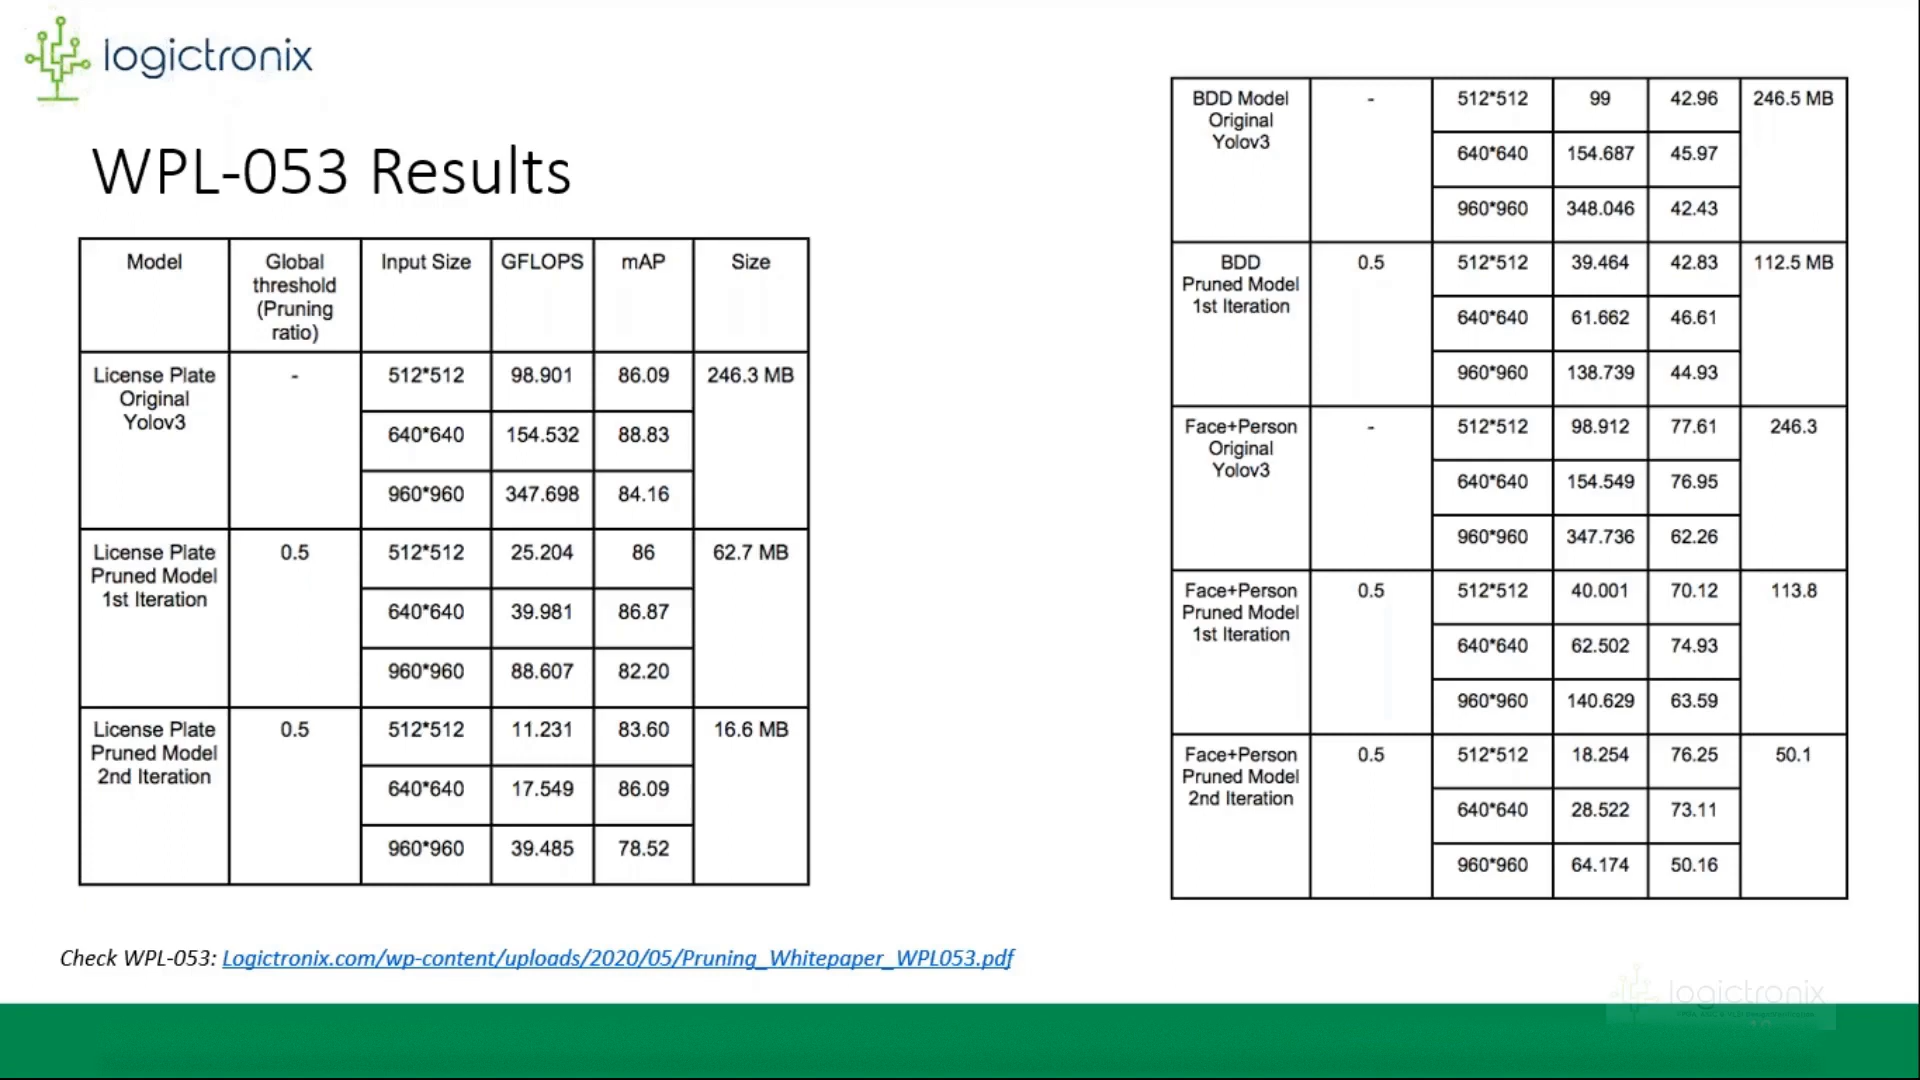 logictronix
WPL-053 Results
Model Global threshold (Pruning ratio) Input Size GFLOPS mAP Size
License Plate Original Yolov3 - 512*512 98.901 86.09 246.3 MB
640*640 154.532 88.83
960*960 347.698 84.16
License Plate Pruned Model 1st Iteration 0.5 512*512 25.204 86 62.7 MB
640*640 39.981 86.87
960*960 88.607 82.20
License Plate Pruned Model 2nd Iteration 0.5 512*512 11.231 83.60 16.6 MB
640*640 17.549 86.09
960*960 39.485 78.52
BDD Model Original Yolov3 - 512*512 99 42.96 246.5 MB
640*640 154.687 45.97
960*960 348.046 42.43
BDD Pruned Model 1st Iteration 0.5 512*512 39.464 42.83 112.5 MB
640*640 61.662 46.61
960*960 138.739 44.93
Face+Person Original Yolov3 - 512*512 98.912 77.61 246.3
640*640 154.549 76.95
960*960 347.736 62.26
Face+Person Pruned Model 1st Iteration 0.5 512*512 40.001 70.12 113.8
640*640 62.502 74.93
960*960 140.629 63.59
Face+Person Pruned Model 2nd Iteration 0.5 512*512 18.254 76.25 50.1
640*640 28.522 73.11
960*960 64.174 50.16
Check WPL-053: Logictronix.com/wp-content/uploads/2020/05/Pruning_Whitepaper_WPL053.pdf
logictronix